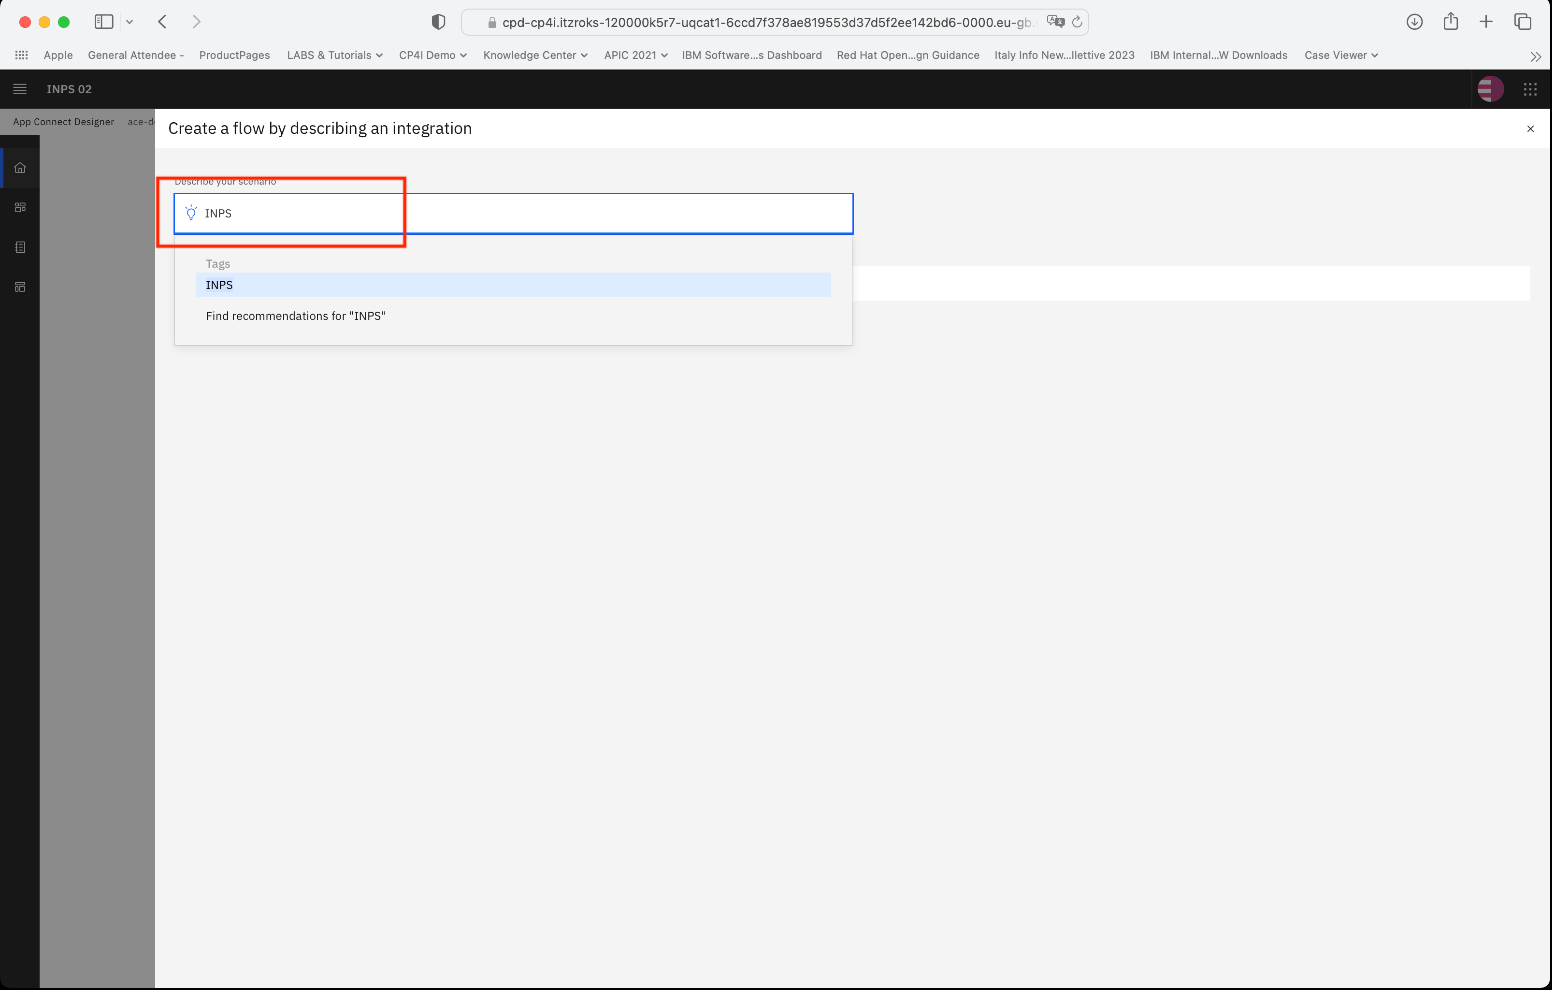 cpd-cp4i.itzroks-120000k5r7-uqcat1-6ccd7f378ae819553d37d5f2ee142bd6-0000.eu-gb.
Apple General Attendee - ProductPages LABS & Tutorials CP4I Demo Knowledge Center APIC 2021 IBM Software...s Dashboard Red Hat Open...gn Guidance Italy Info New...llettive 2023 IBM Internal...W Downloads Case Viewer
INPS 02
App Connect Designer ace-d
Create a flow by describing an integration
Describe your scenario
INPS
Tags
INPS
Find recommendations for "INPS"